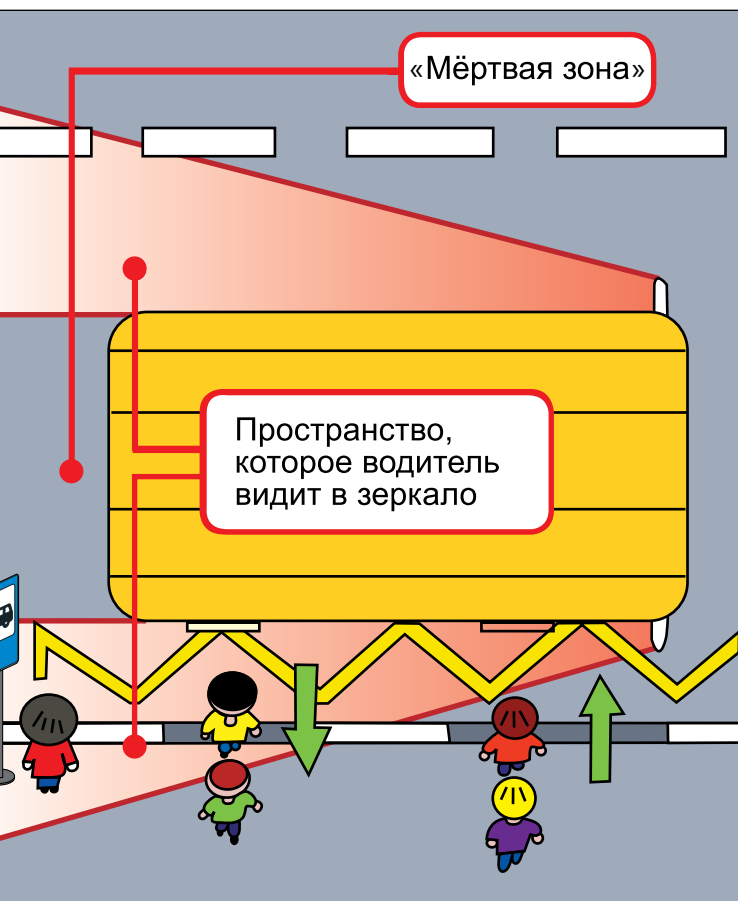 «Мёртвая зона»
Пространство,
которое водитель
видит в зеркало